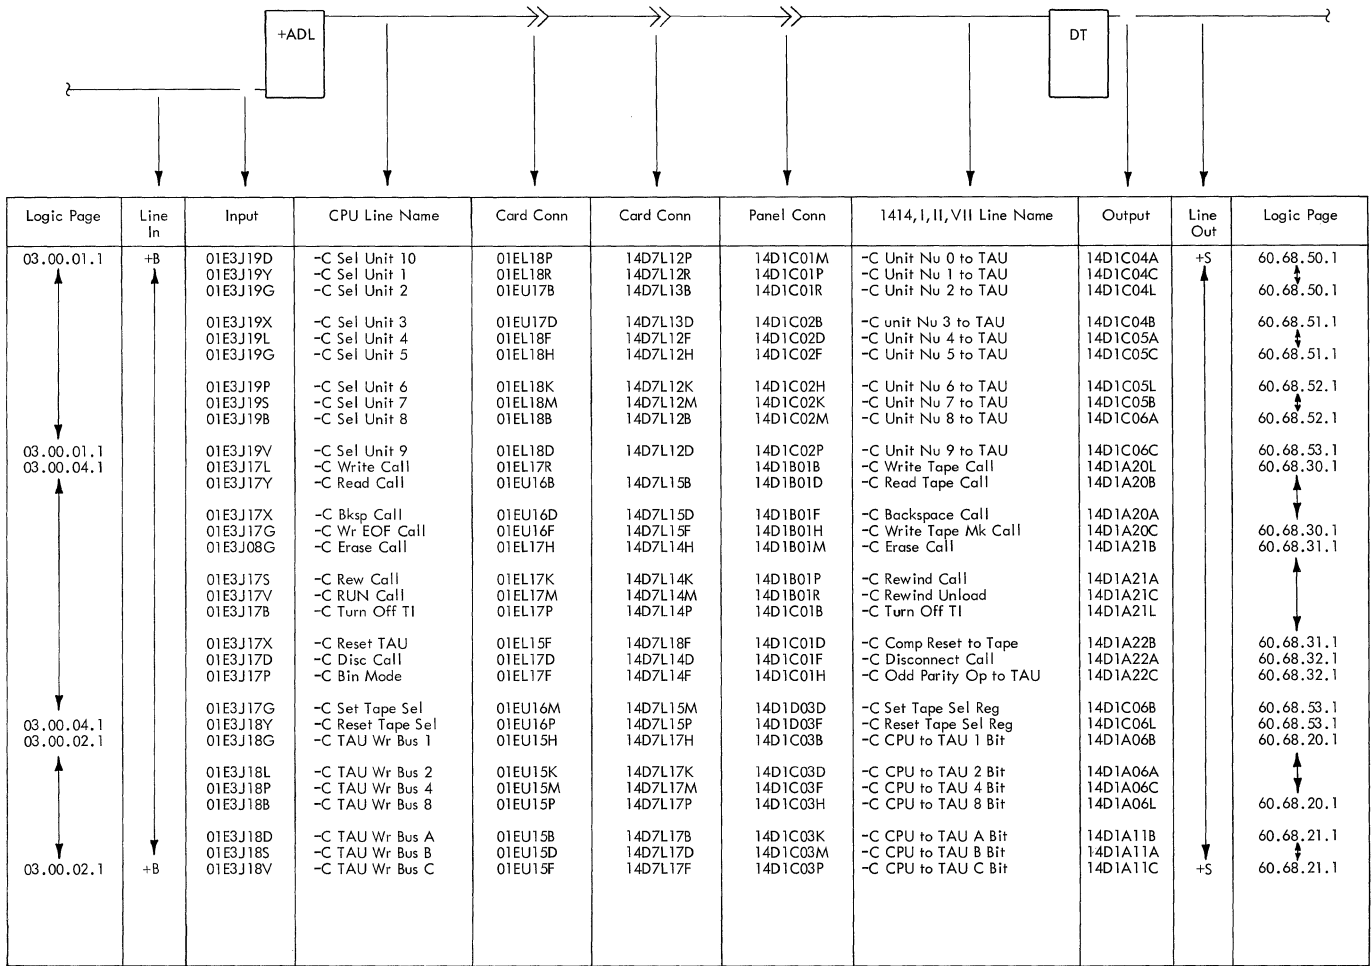 +ADL DT
Logic Page Line In Input CPU Line Name Card Conn Card Conn Panel Conn 1414,I,II,VII Line Name Output Line Out Logic Page
03.00.01.1 +B 01E3J19D -C Sel Unit 10 01EL18P 14D7L12P 14D1C01M -C Unit Nu 0 to TAU 14D1C04A +S 60.68.50.1
01E3J19Y -C Sel Unit 1 01EL18R 14D7L12R 14D1C01P -C Unit Nu 1 to TAU 14D1C04C
01E3J19G -C Sel Unit 2 01EU17B 14D7L13B 14D1C01R -C Unit Nu 2 to TAU 14D1C04L 60.68.50.1
01E3J19X -C Sel Unit 3 01EU17D 14D7L13D 14D1C02B -C unit Nu 3 to TAU 14D1C04B 60.68.51.1
01E3J19L -C Sel Unit 4 01EL18F 14D7L12F 14D1C02D -C Unit Nu 4 to TAU 14D1C05A
01E3J19G -C Sel Unit 5 01EL18H 14D7L12H 14D1C02F -C Unit Nu 5 to TAU 14D1C05C 60.68.51.1
01E3J19P -C Sel Unit 6 01EL18K 14D7L12K 14D1C02H -C Unit Nu 6 to TAU 14D1C05L 60.68.52.1
01E3J19S -C Sel Unit 7 01EL18M 14D7L12M 14D1C02K -C Unit Nu 7 to TAU 14D1C05B
01E3J19B -C Sel Unit 8 01EL18B 14D7L12B 14D1C02M -C Unit Nu 8 to TAU 14D1C06A 60.68.52.1
03.00.01.1 01E3J19V -C Sel Unit 9 01EL18D 14D7L12D 14D1C02P -C Unit Nu 9 to TAU 14D1C06C 60.68.53.1
03.00.04.1 01E3J17L -C Write Call 01EL17R 14D1B01B -C Write Tape Call 14D1A20L 60.68.30.1
01E3J17Y -C Read Call 01EU16B 14D7L15B 14D1B01D -C Read Tape Call 14D1A20B
01E3J17X -C Bksp Call 01EU16D 14D7L15D 14D1B01F -C Backspace Call 14D1A20A
01E3J17G -C Wr EOF Call 01EU16F 14D7L15F 14D1B01H -C Write Tape Mk Call 14D1A20C 60.68.30.1
01E3J08G -C Erase Call 01EL17H 14D7L14H 14D1B01M -C Erase Call 14D1A21B 60.68.31.1
01E3J17S -C Rew Call 01EL17K 14D7L14K 14D1B01P -C Rewind Call 14D1A21A
01E3J17V -C RUN Call 01EL17M 14D7L14M 14D1B01R -C Rewind Unload 14D1A21C
01E3J17B -C Turn Off TI 01EL17P 14D7L14P 14D1C01B -C Turn Off TI 14D1A21L
01E3J17X -C Reset TAU 01EL15F 14D7L18F 14D1C01D -C Comp Reset to Tape 14D1A22B 60.68.31.1
01E3J17D -C Disc Call 01EL17D 14D7L14D 14D1C01F -C Disconnect Call 14D1A22A 60.68.32.1
01E3J17P -C Bin Mode 01EL17F 14D7L14F 14D1C01H -C Odd Parity Op to TAU 14D1A22C 60.68.32.1
01E3J17G -C Set Tape Sel 01EU16M 14D7L15M 14D1D03D -C Set Tape Sel Reg 14D1C06B 60.68.53.1
03.00.04.1 01E3J18Y -C Reset Tape Sel 01EU16P 14D7L15P 14D1D03F -C Reset Tape Sel Reg 14D1C06L 60.68.53.1
03.00.02.1 01E3J18G -C TAU Wr Bus 1 01EU15H 14D7L17H 14D1C03B -C CPU to TAU 1 Bit 14D1A06B 60.68.20.1
01E3J18L -C TAU Wr Bus 2 01EU15K 14D7L17K 14D1C03D -C CPU to TAU 2 Bit 14D1A06A
01E3J18P -C TAU Wr Bus 4 01EU15M 14D7L17M 14D1C03F -C CPU to TAU 4 Bit 14D1A06C
01E3J18B -C TAU Wr Bus 8 01EU15P 14D7L17P 14D1C03H -C CPU to TAU 8 Bit 14D1A06L 60.68.20.1
01E3J18D -C TAU Wr Bus A 01EU15B 14D7L17B 14D1C03K -C CPU to TAU A Bit 14D1A11B 60.68.21.1
01E3J18S -C TAU Wr Bus B 01EU15D 14D7L17D 14D1C03M -C CPU to TAU B Bit 14D1A11A
03.00.02.1 +B 01E3J18V -C TAU Wr Bus C 01EU15F 14D7L17F 14D1C03P -C CPU to TAU C Bit 14D1A11C +S 60.68.21.1